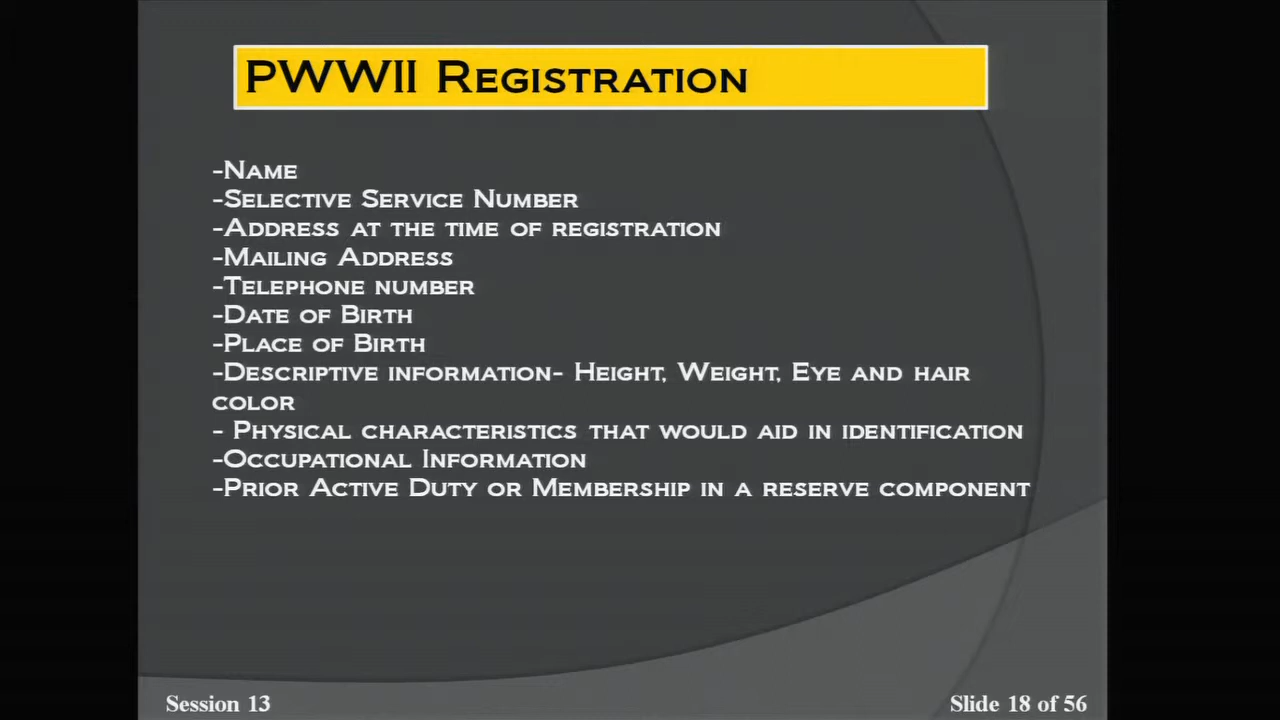 PWWII Registration
-Name
-Selective Service Number
-Address at the time of registration
-Mailing Address
-Telephone number
-Date of Birth
-Place of Birth
-Descriptive information- Height, Weight, Eye and hair
color
- Physical characteristics that would aid in identification
-Occupational Information
-Prior Active Duty or Membership in a reserve component
Session 13
Slide 18 of 56